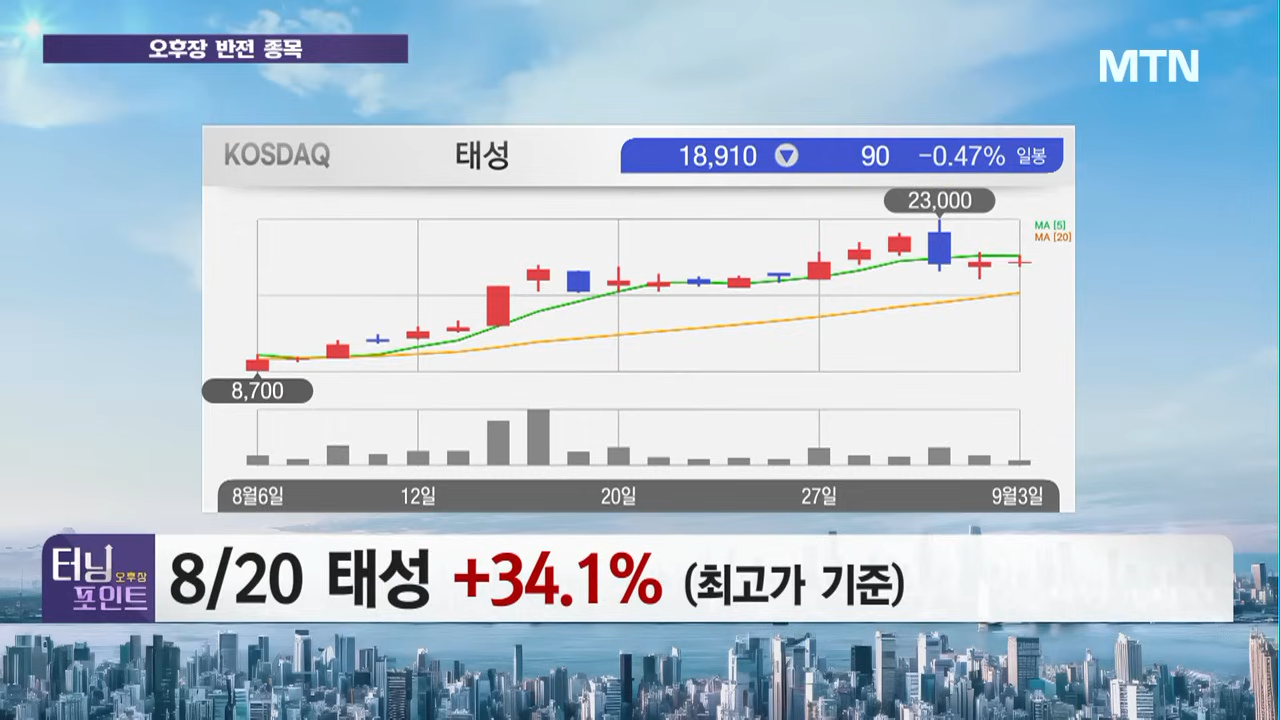 오후장 반전 종목
MTN
KOSDAQ 태성 18,910 ▼ 90 -0.47% 일봉
23,000
MA [5]
MA [20]
8,700
8월6일 12일 20일 27일 9월3일
터닝 오후장
포인트
8/20 태성 +34.1% (최고가 기준)